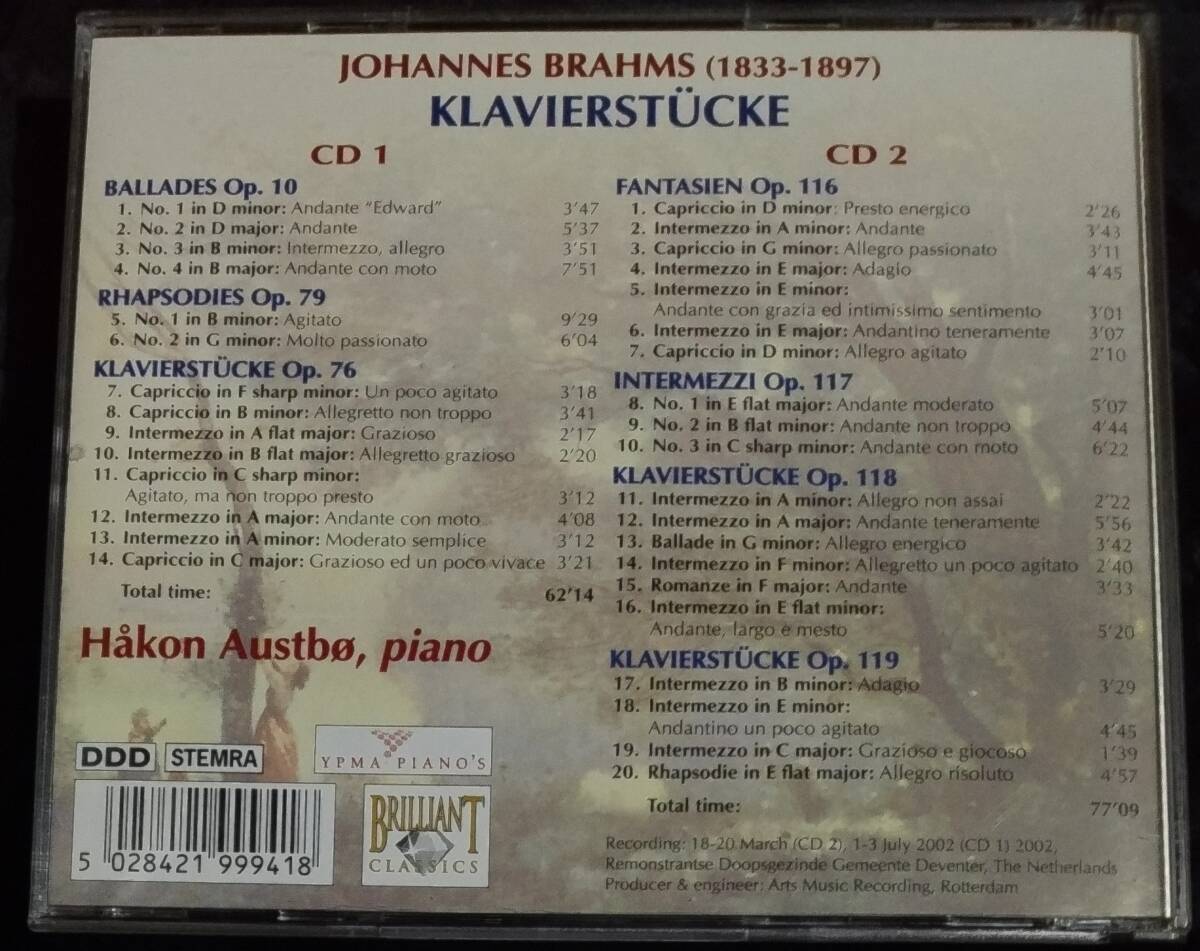 JOHANNES BRAHMS (1833-1897)
KLAVIERSTÜCKE
CD 1
BALLADES Op. 10
1. No. 1 in D minor: Andante “Edward” 3’47
2. No. 2 in D major: Andante 5’37
3. No. 3 in B minor: Intermezzo, allegro 3’51
4. No. 4 in B major: Andante con moto 7’51
RHAPSODIES Op. 79
5. No. 1 in B minor: Agitato 9’29
6. No. 2 in G minor: Molto passionato 6’04
KLAVIERSTÜCKE Op. 76
7. Capriccio in F sharp minor: Un poco agitato 3’18
8. Capriccio in B minor: Allegretto non troppo 3’41
9. Intermezzo in A flat major: Grazioso 2’17
10. Intermezzo in B flat major: Allegretto grazioso 2’20
11. Capriccio in C sharp minor:
Agitato, ma non troppo presto 3’12
12. Intermezzo in A major: Andante con moto 4’08
13. Intermezzo in A minor: Moderato semplice 3’12
14. Capriccio in C major: Grazioso ed un poco vivace 3’21
Total time: 62’14
Håkon Austbø, piano
DDD STEMRA
YPMA PIANO'S
BRILLIANT
CLASSICS
5 028421 999418
CD 2
FANTASIEN Op. 116
1. Capriccio in D minor: Presto energico 2’26
2. Intermezzo in A minor: Andante 3’43
3. Capriccio in G minor: Allegro passionato 3’11
4. Intermezzo in E major: Adagio 4’45
5. Intermezzo in E minor:
Andante con grazia ed intimissimo sentimento 3’01
6. Intermezzo in E major: Andantino teneramente 3’07
7. Capriccio in D minor: Allegro agitato 2’10
INTERMEZZI Op. 117
8. No. 1 in E flat major: Andante moderato 5’07
9. No. 2 in B flat minor: Andante non troppo 4’44
10. No. 3 in C sharp minor: Andante con moto 6’22
KLAVIERSTÜCKE Op. 118
11. Intermezzo in A minor: Allegro non assai 2’22
12. Intermezzo in A major: Andante teneramente 5’56
13. Ballade in G minor: Allegro energico 3’42
14. Intermezzo in F minor: Allegretto un poco agitato 2’40
15. Romanze in F major: Andante 3’33
16. Intermezzo in E flat minor:
Andante, largo e mesto 5’20
KLAVIERSTÜCKE Op. 119
17. Intermezzo in B minor: Adagio 3’29
18. Intermezzo in E minor:
Andantino un poco agitato 4’45
19. Intermezzo in C major: Grazioso e giocoso 1’39
20. Rhapsodie in E flat major: Allegro risoluto 4’57
Total time: 77’09
Recording: 18-20 March (CD 2), 1-3 July 2002 (CD 1) 2002,
Remonstrantse Doopsgezinde Gemeente Deventer, The Netherlands
Producer & engineer: Arts Music Recording, Rotterdam